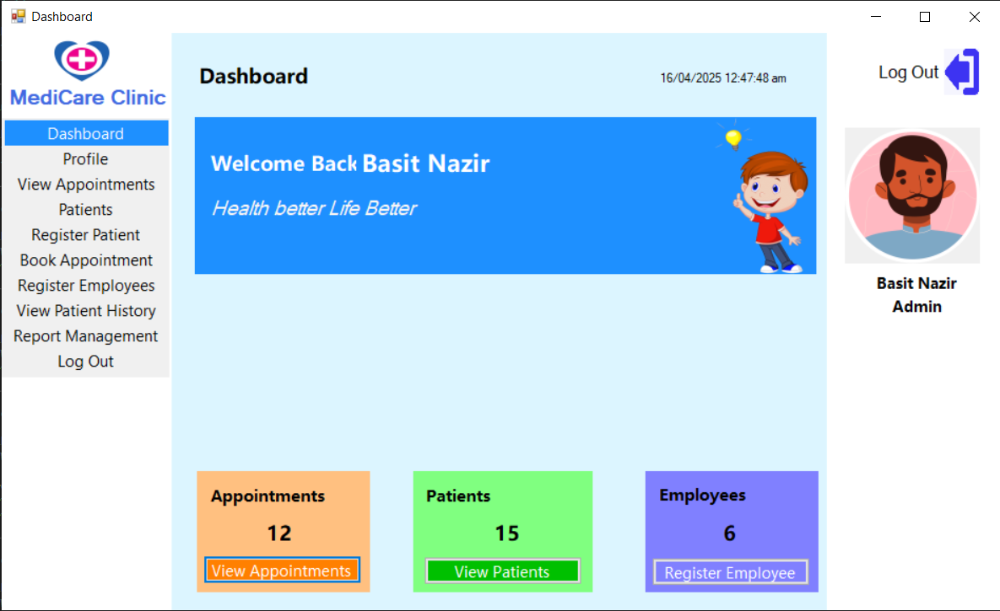 Dashboard
MediCare Clinic
Dashboard
Profile
View Appointments
Patients
Register Patient
Book Appointment
Register Employees
View Patient History
Report Management
Log Out
Dashboard
16/04/2025 12:47:48 am
Welcome Back Basit Nazir
Health better Life Better
Appointments
12
View Appointments
Patients
15
View Patients
Employees
6
Register Employee
Log Out
Basit Nazir
Admin